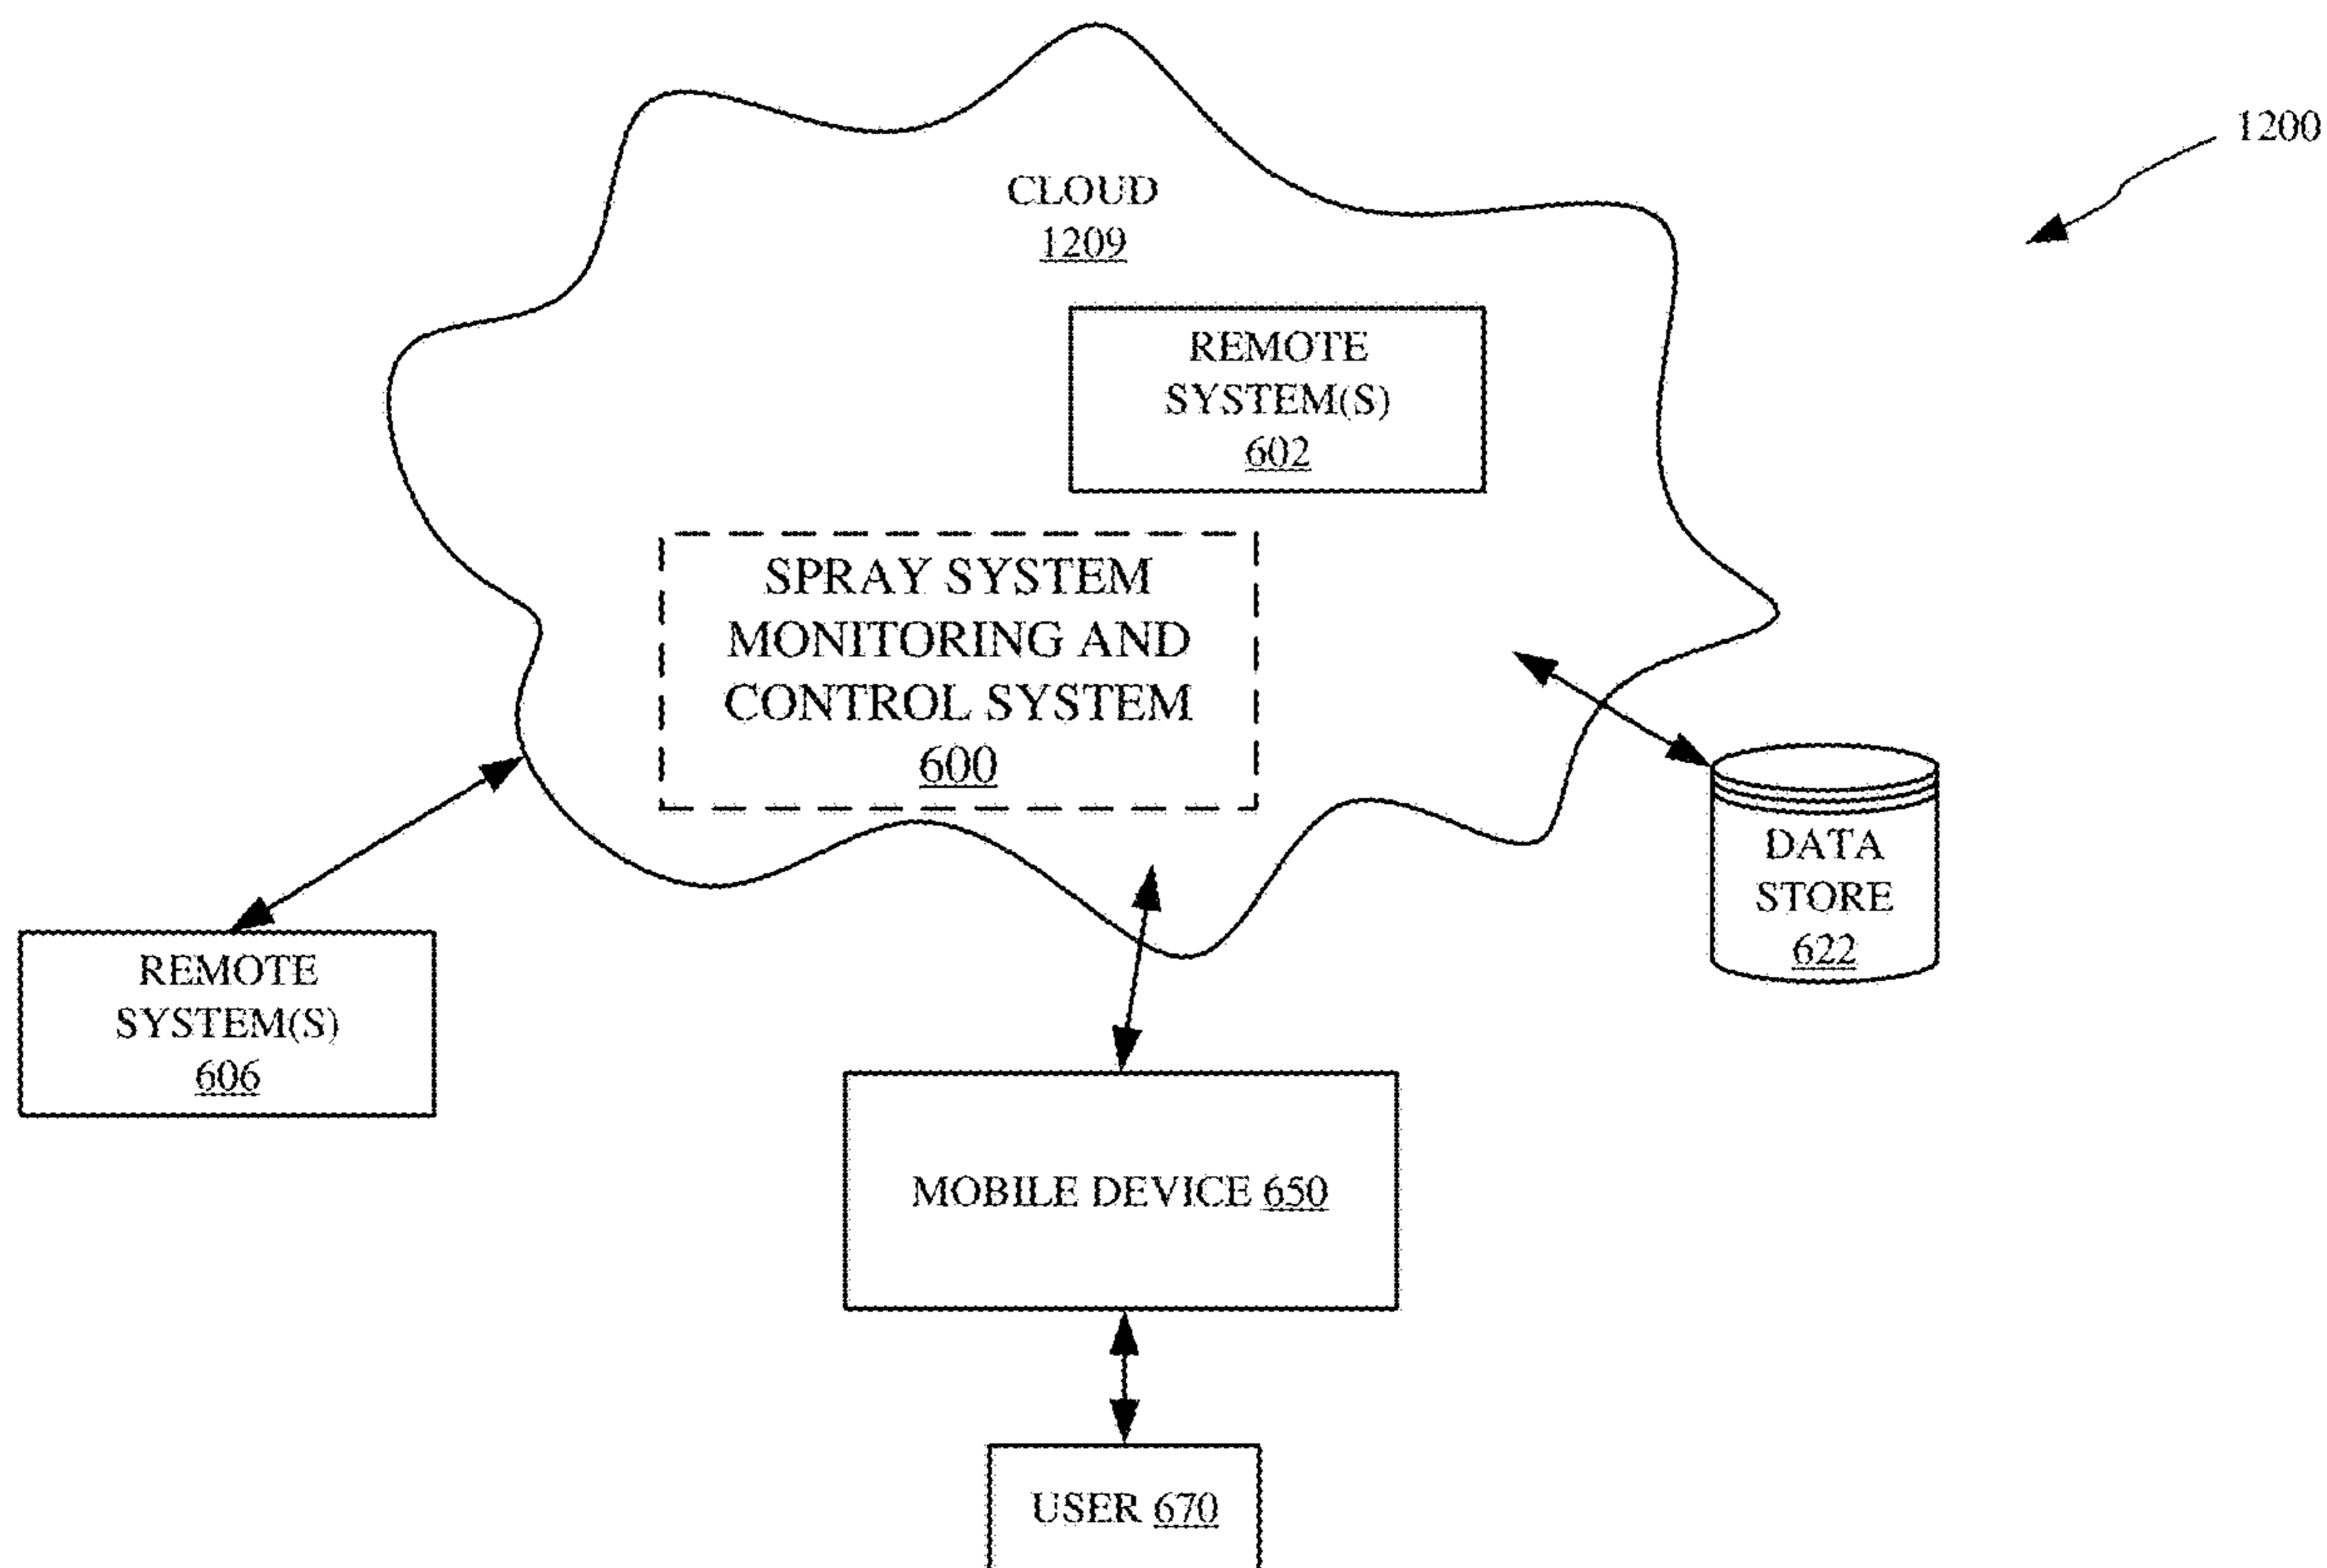 1200
CLOUD
1209
REMOTE
SYSTEM(S)
602
SPRAY SYSTEM
MONITORING AND
CONTROL SYSTEM
600
DATA
STORE
622
REMOTE
SYSTEM(S)
606
MOBILE DEVICE 650
USER 670